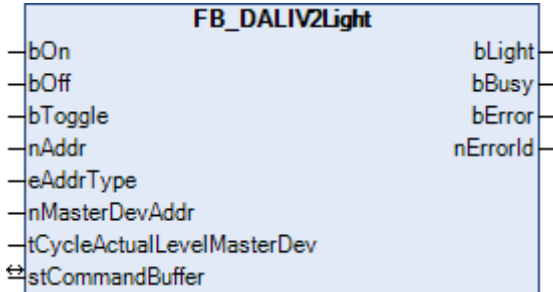 FB_DALIV2Light
bOn bLight
bOff bBusy
bToggle bError
nAddr nErrorId
eAddrType
nMasterDevAddr
tCycleActualLevelMasterDev
stCommandBuffer